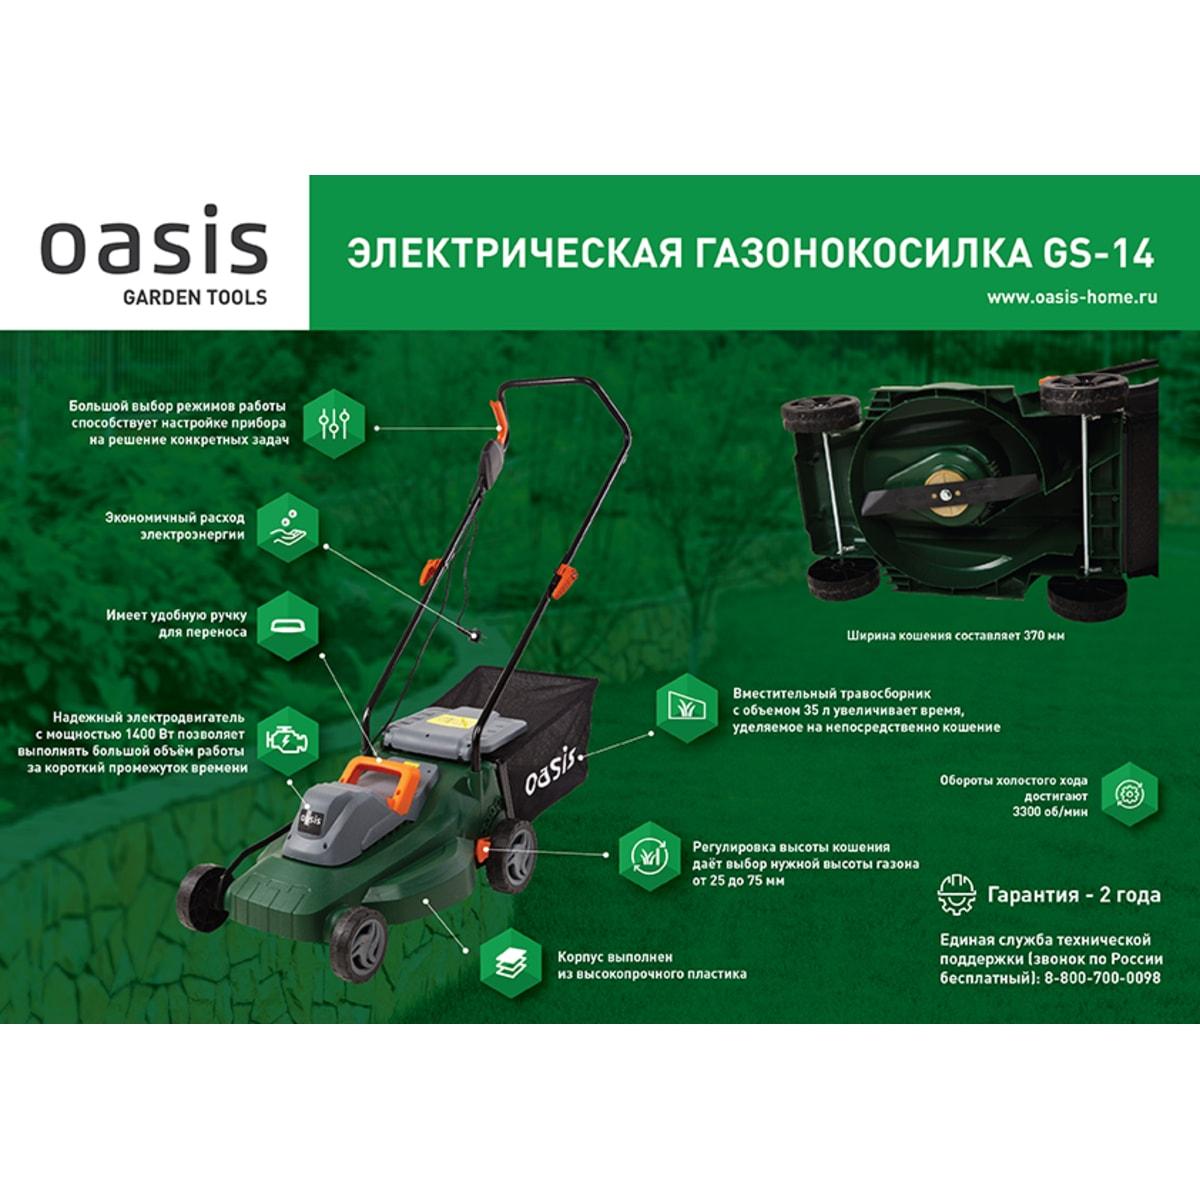 oasis
GARDEN TOOLS
ЭЛЕКТРИЧЕСКАЯ ГАЗОНОКОСИЛКА GS-14
www.oasis-home.ru
Большой выбор режимов работы
способствует настройке прибора
на решение конкретных задач
Экономичный расход
электроэнергии
Имеет удобную ручку
для переноса
Надежный электродвигатель
с мощностью 1400 Вт позволяет
выполнять большой объём работы
за короткий промежуток времени
oasis
oasis
Ширина кошения составляет 370 мм
Вместительный травосборник
с объемом 35 л увеличивает время,
уделяемое на непосредственно кошение
Обороты холостого хода
достигают
3300 об/мин
Регулировка высоты кошения
даёт выбор нужной высоты газона
от 25 до 75 мм
Корпус выполнен
из высокопрочного пластика
Гарантия - 2 года
Единая служба технической
поддержки (звонок по России
бесплатный): 8-800-700-0098